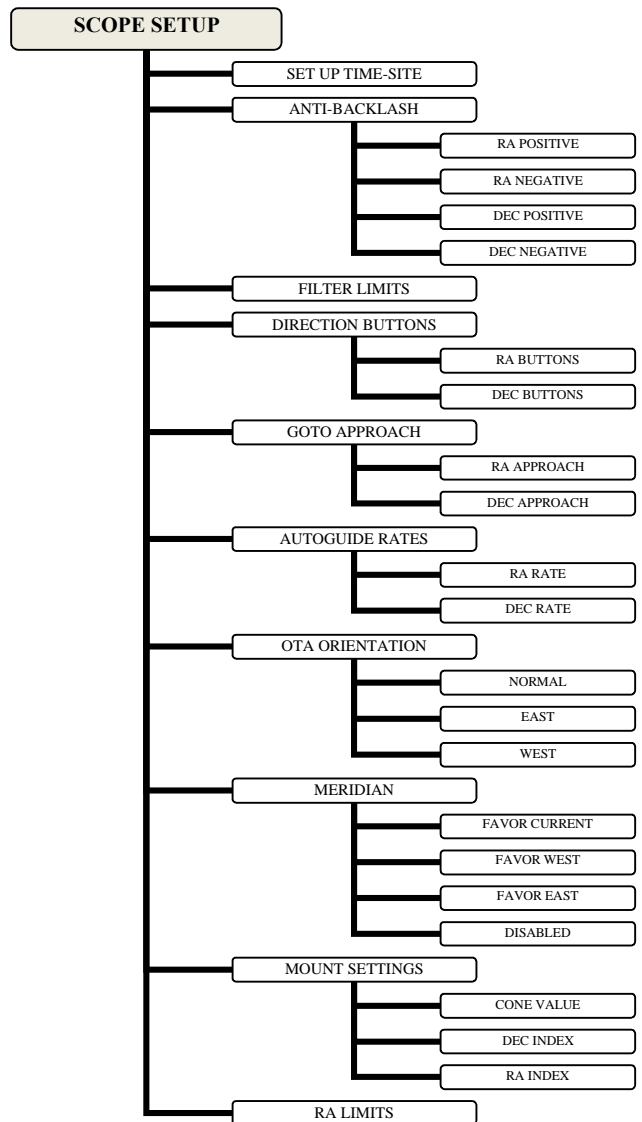 SCOPE SETUP
SET UP TIME-SITE
ANTI-BACKLASH
RA POSITIVE
RA NEGATIVE
DEC POSITIVE
DEC NEGATIVE
FILTER LIMITS
DIRECTION BUTTONS
RA BUTTONS
DEC BUTTONS
GOTO APPROACH
RA APPROACH
DEC APPROACH
AUTOGUIDE RATES
RA RATE
DEC RATE
OTA ORIENTATION
NORMAL
EAST
WEST
MERIDIAN
FAVOR CURRENT
FAVOR WEST
FAVOR EAST
DISABLED
MOUNT SETTINGS
CONE VALUE
DEC INDEX
RA INDEX
RA LIMITS